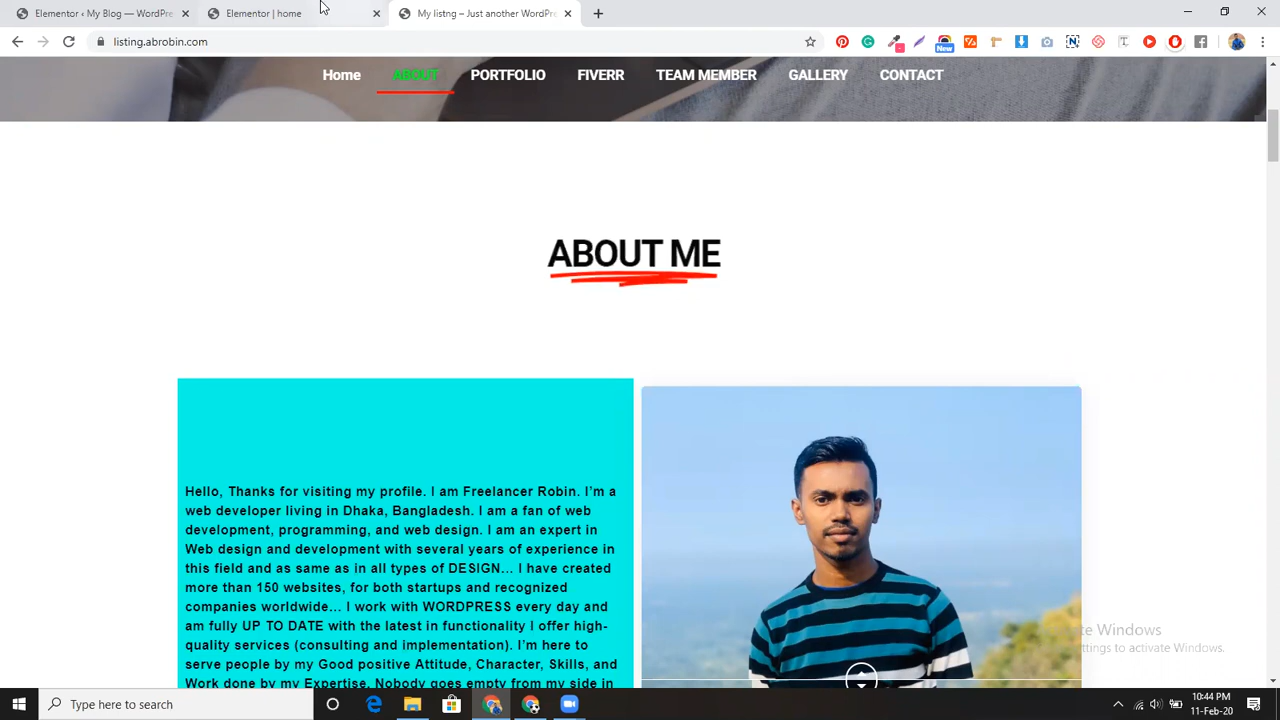 Elementor ‹ My Blog — WordPre
Elementor | home
My listng – Just another WordPre
listing.abrobin.com
New
Home ABOUT PORTFOLIO FIVERR TEAM MEMBER GALLERY CONTACT
ABOUT ME
Hello, Thanks for visiting my profile. I am Freelancer Robin. I'm a
web developer living in Dhaka, Bangladesh. I am a fan of web
development, programming, and web design. I am an expert in
Web design and development with several years of experience in
this field and as same as in all types of DESIGN... I have created
more than 150 websites, for both startups and recognized
companies worldwide... I work with WORDPRESS every day and
am fully UP TO DATE with the latest in functionality I offer high-
quality services (consulting and implementation). I'm here to
serve people by my Good positive Attitude, Character, Skills, and
Work done by my Expertise. Nobody goes empty from my side in
te Windows
ttings to activate Windows.
Type here to search
10:44 PM
11-Feb-20